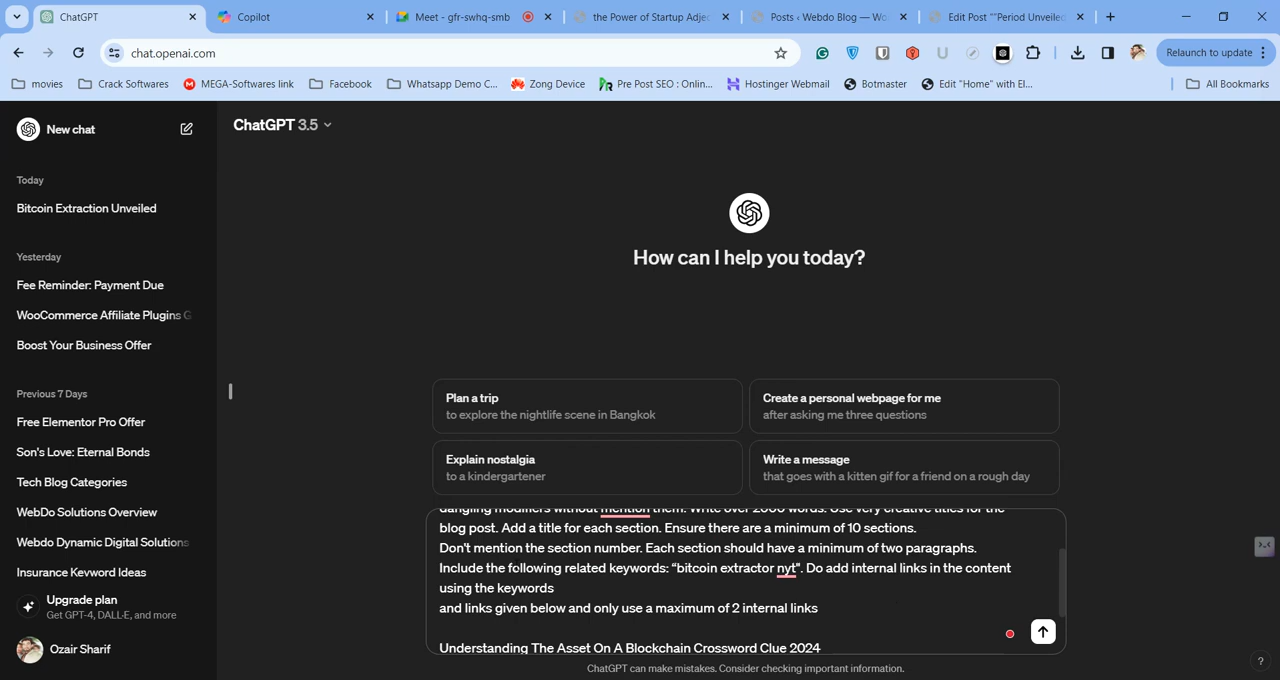 ChatGPT
Copilot
Meet - gfr-swhq-smb
the Power of Startup Adjec
Posts ‹ Webdo Blog — Wo
Edit Post "“Period Unveiled
chat.openai.com
Relaunch to update
movies
Crack Softwares
MEGA-Softwares link
Facebook
Whatsapp Demo C...
Zong Device
Pre Post SEO : Onlin...
Hostinger Webmail
Botmaster
Edit "Home" with El...
All Bookmarks
New chat
ChatGPT 3.5
Today
Bitcoin Extraction Unveiled
Yesterday
Fee Reminder: Payment Due
WooCommerce Affiliate Plugins G
Boost Your Business Offer
Previous 7 Days
Free Elementor Pro Offer
Son's Love: Eternal Bonds
Tech Blog Categories
WebDo Solutions Overview
Webdo Dynamic Digital Solutions
Insurance Keyword Ideas
Upgrade plan
Get GPT-4, DALL·E, and more
Ozair Sharif
How can I help you today?
Plan a trip
to explore the nightlife scene in Bangkok
Create a personal webpage for me
after asking me three questions
Explain nostalgia
to a kindergartener
Write a message
that goes with a kitten gif for a friend on a rough day
dangling modifiers without mention them. Write over 2000 words. Use very creative titles for the
blog post. Add a title for each section. Ensure there are a minimum of 10 sections.
Don't mention the section number. Each section should have a minimum of two paragraphs.
Include the following related keywords: “bitcoin extractor nyt”. Do add internal links in the content
using the keywords
and links given below and only use a maximum of 2 internal links
Understanding The Asset On A Blockchain Crossword Clue 2024
ChatGPT can make mistakes. Consider checking important information.
?